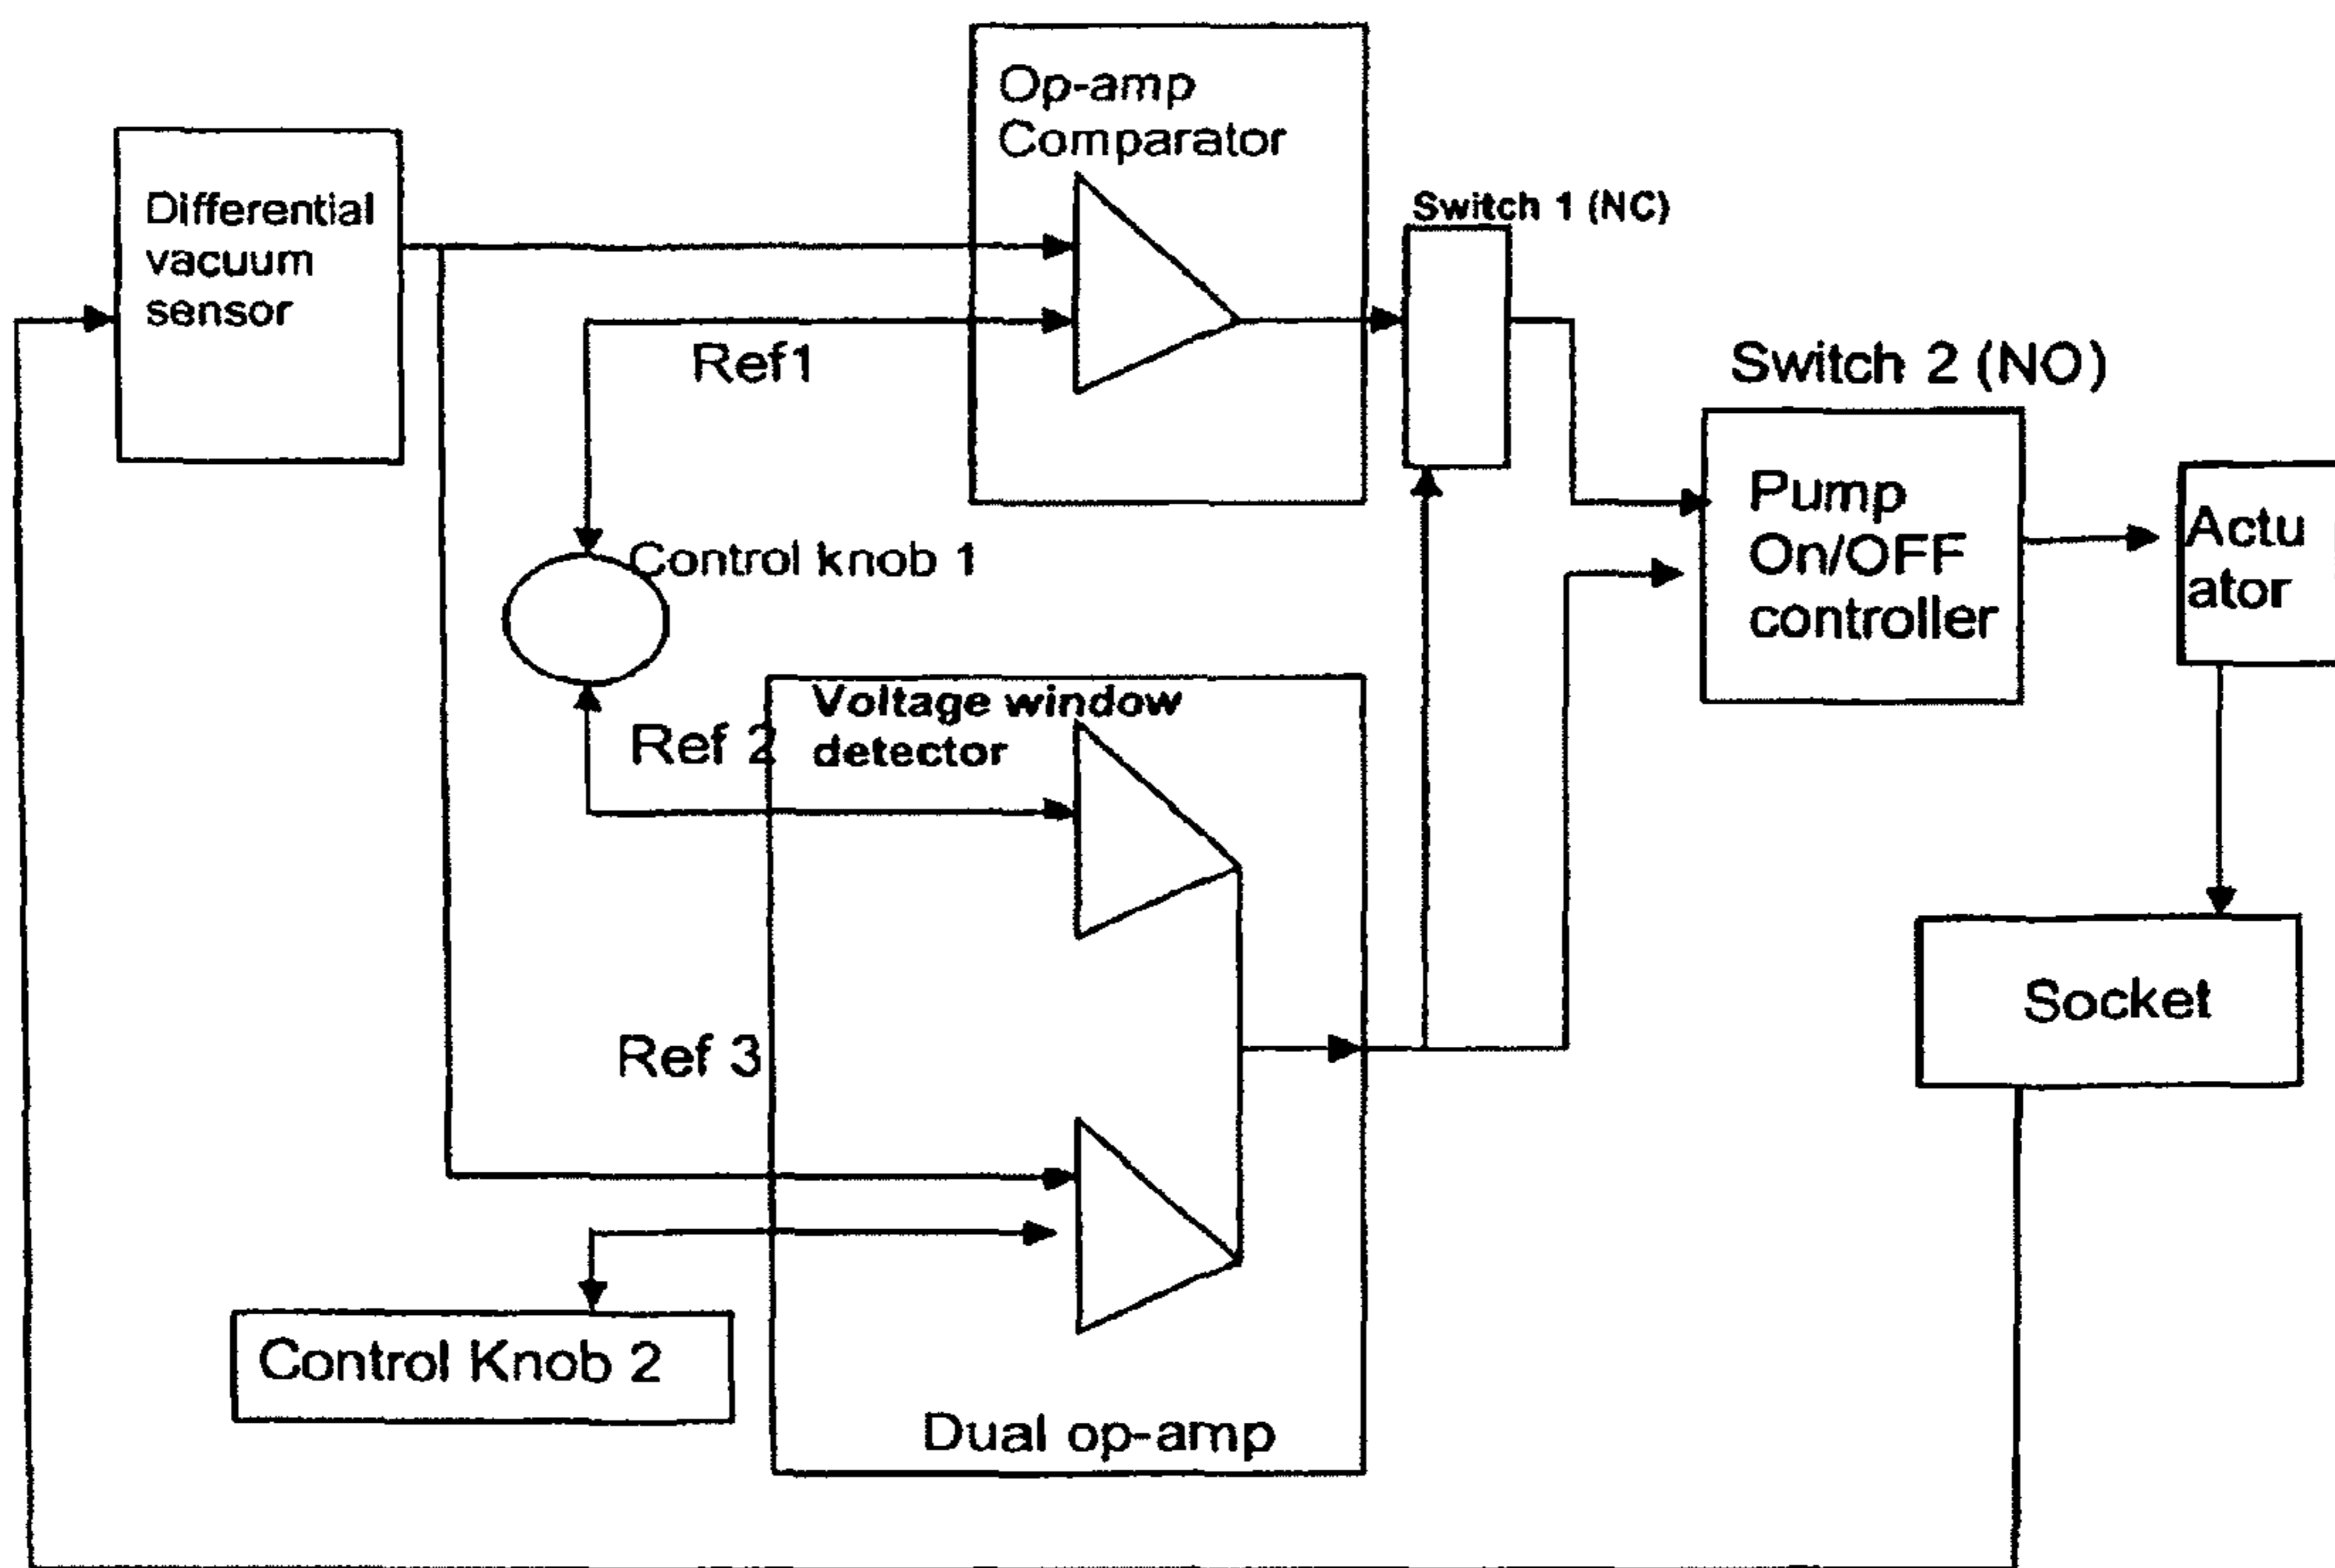 Op-amp
Comparator
Differential
vacuum
sensor
Switch 1 (NC)
Ref1
Switch 2 (NO)
Pump
On/OFF
controller
Actu
ator
Control knob 1
Voltage window
detector
Ref 2
Ref 3
Socket
Control Knob 2
Dual op-amp